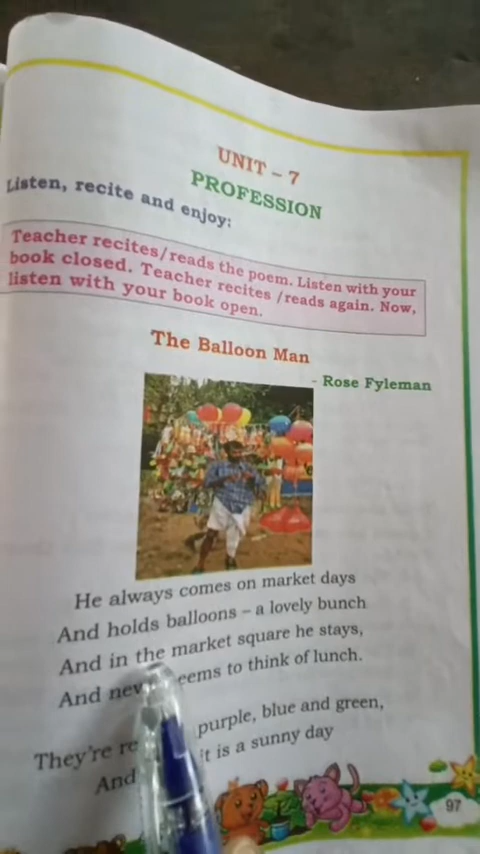 UNIT – 7
PROFESSION
Listen, recite and enjoy:
Teacher recites/reads the poem. Listen with your
book closed. Teacher recites /reads again. Now,
listen with your book open.
The Balloon Man
- Rose Fyleman
He always comes on market days
And holds balloons – a lovely bunch
And in the market square he stays,
And to think of lunch.
They're purple, blue and green,
And it is a sunny day
97